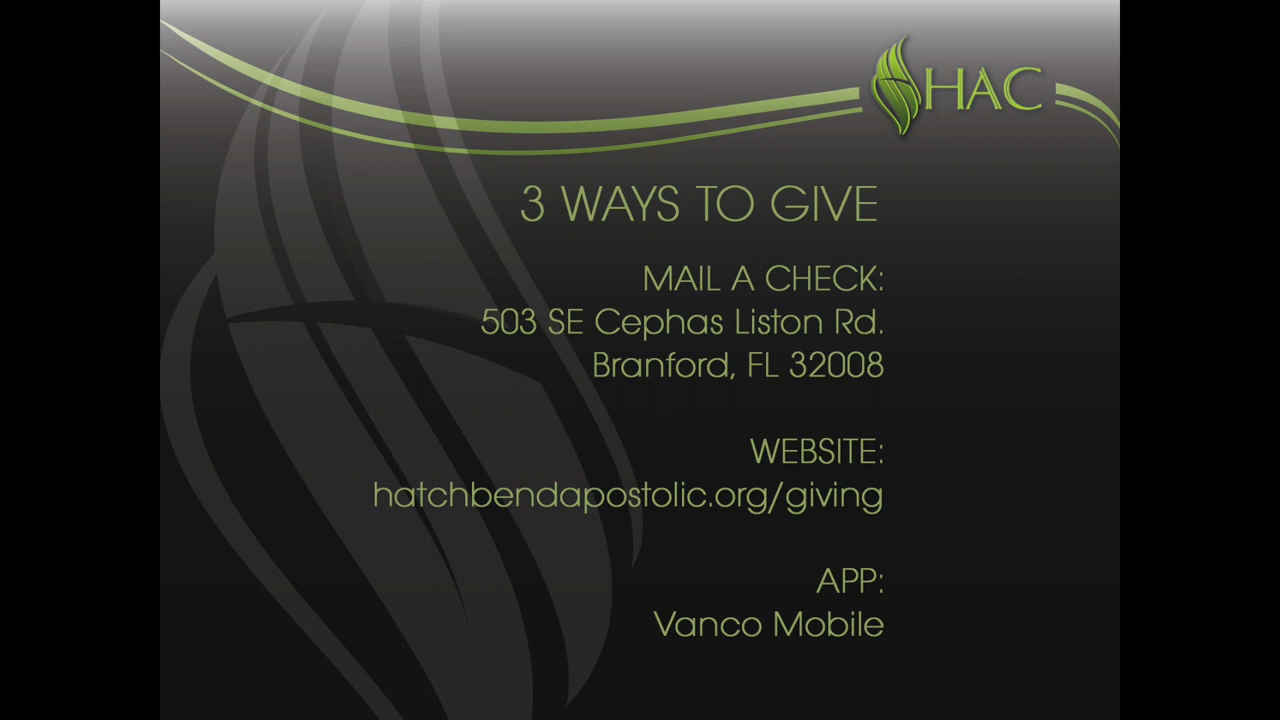 HAC
3 WAYS TO GIVE
MAIL A CHECK:
503 SE Cephas Liston Rd.
Branford, FL 32008
WEBSITE:
hatchbendapostolic.org/giving
APP:
Vanco Mobile